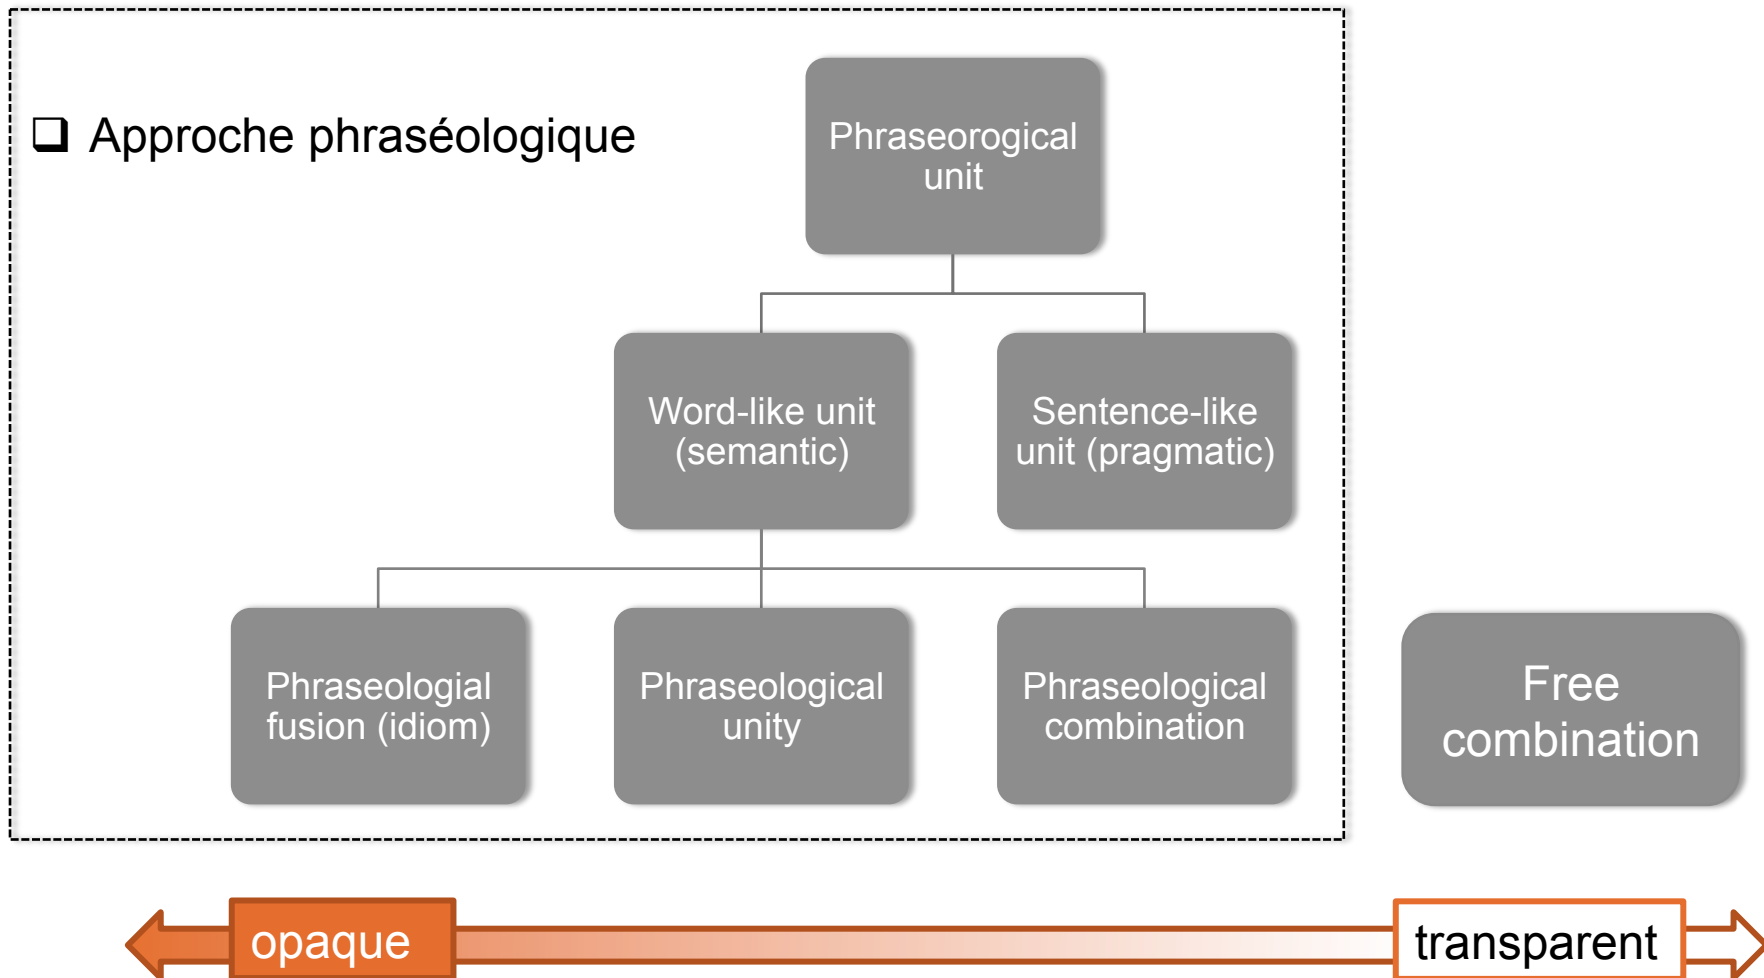 Approche phraséologique
Phraseorogical
unit
Word-like unit
(semantic)
Sentence-like
unit (pragmatic)
Phraseologial
fusion (idiom)
Phraseological
unity
Phraseological
combination
Free
combination
opaque
transparent